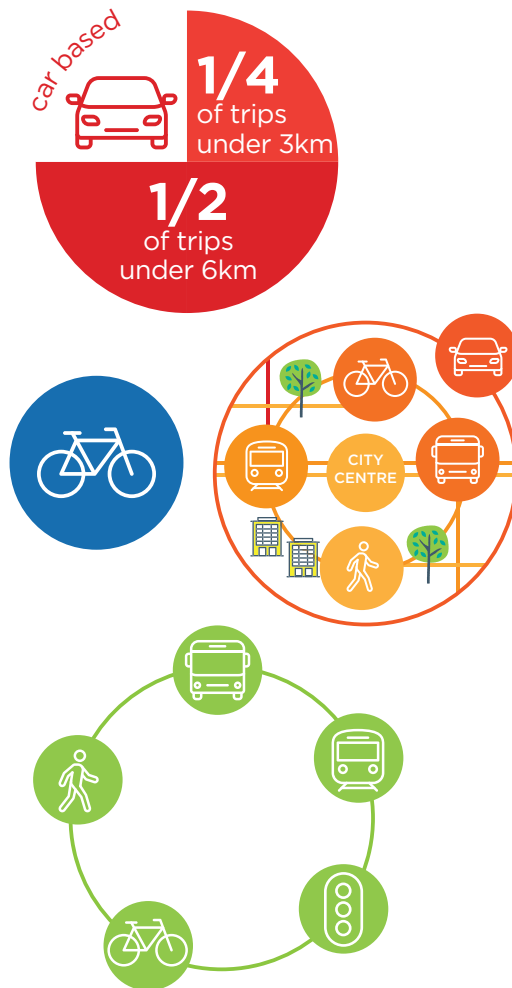 car based
1/4
of trips
under 3km
1/2
of trips
under 6km
CITY
CENTRE